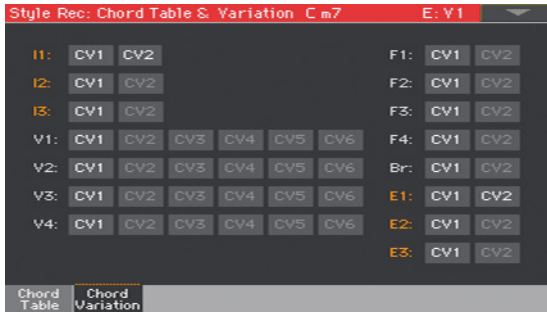 Style Rec: Chord Table & Variation C m7 E: V1
I1: CV1 CV2 F1: CV1 CV2
I2: CV1 CV2 F2: CV1 CV2
I3: CV1 CV2 F3: CV1 CV2
V1: CV1 CV2 CV3 CV4 CV5 CV6 F4: CV1 CV2
V2: CV1 CV2 CV3 CV4 CV5 CV6 Br: CV1 CV2
V3: CV1 CV2 CV3 CV4 CV5 CV6 E1: CV1 CV2
V4: CV1 CV2 CV3 CV4 CV5 CV6 E2: CV1 CV2
E3: CV1 CV2
Chord Table
Chord Variation